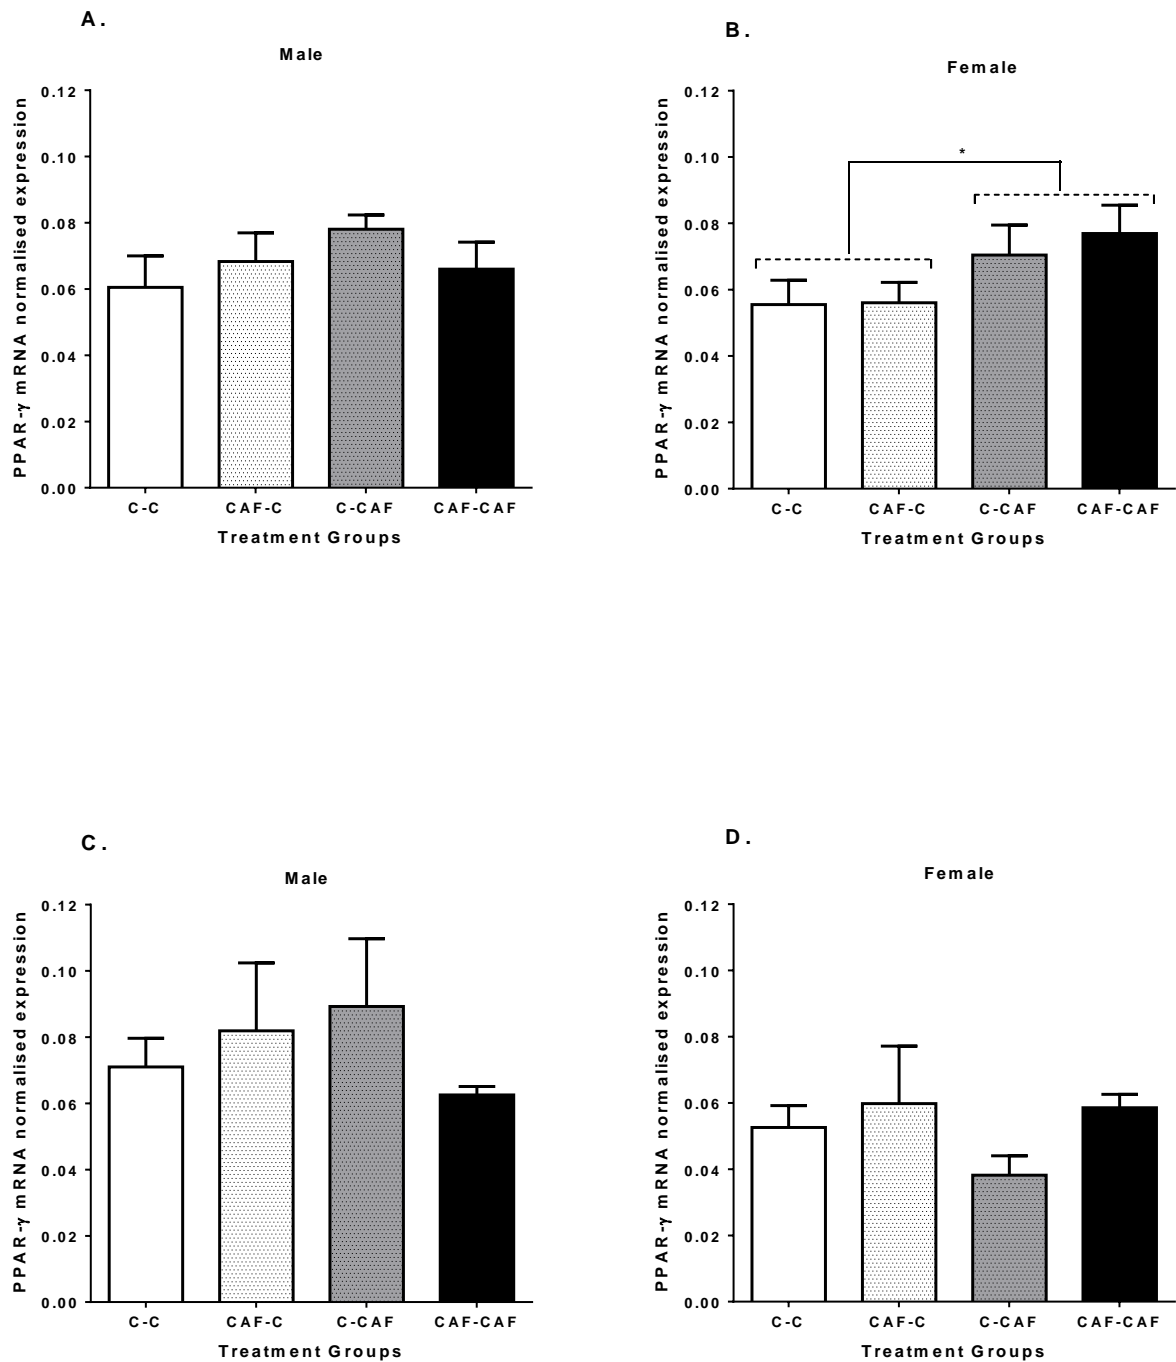 A.
Male
PPAR-γ mRNA normalised expression
0.12
0.10
0.08
0.06
0.04
0.02
0.00
C-C CAF-C C-CAF CAF-CAF
Treatment Groups
B.
Female
PPAR-γ mRNA normalised expression
0.12
0.10
0.08
0.06
0.04
0.02
0.00
*
C-C CAF-C C-CAF CAF-CAF
Treatment Groups
C.
Male
PPAR-γ mRNA normalised expression
0.12
0.10
0.08
0.06
0.04
0.02
0.00
C-C CAF-C C-CAF CAF-CAF
Treatment Groups
D.
Female
PPAR-γ mRNA normalised expression
0.12
0.10
0.08
0.06
0.04
0.02
0.00
C-C CAF-C C-CAF CAF-CAF
Treatment Groups